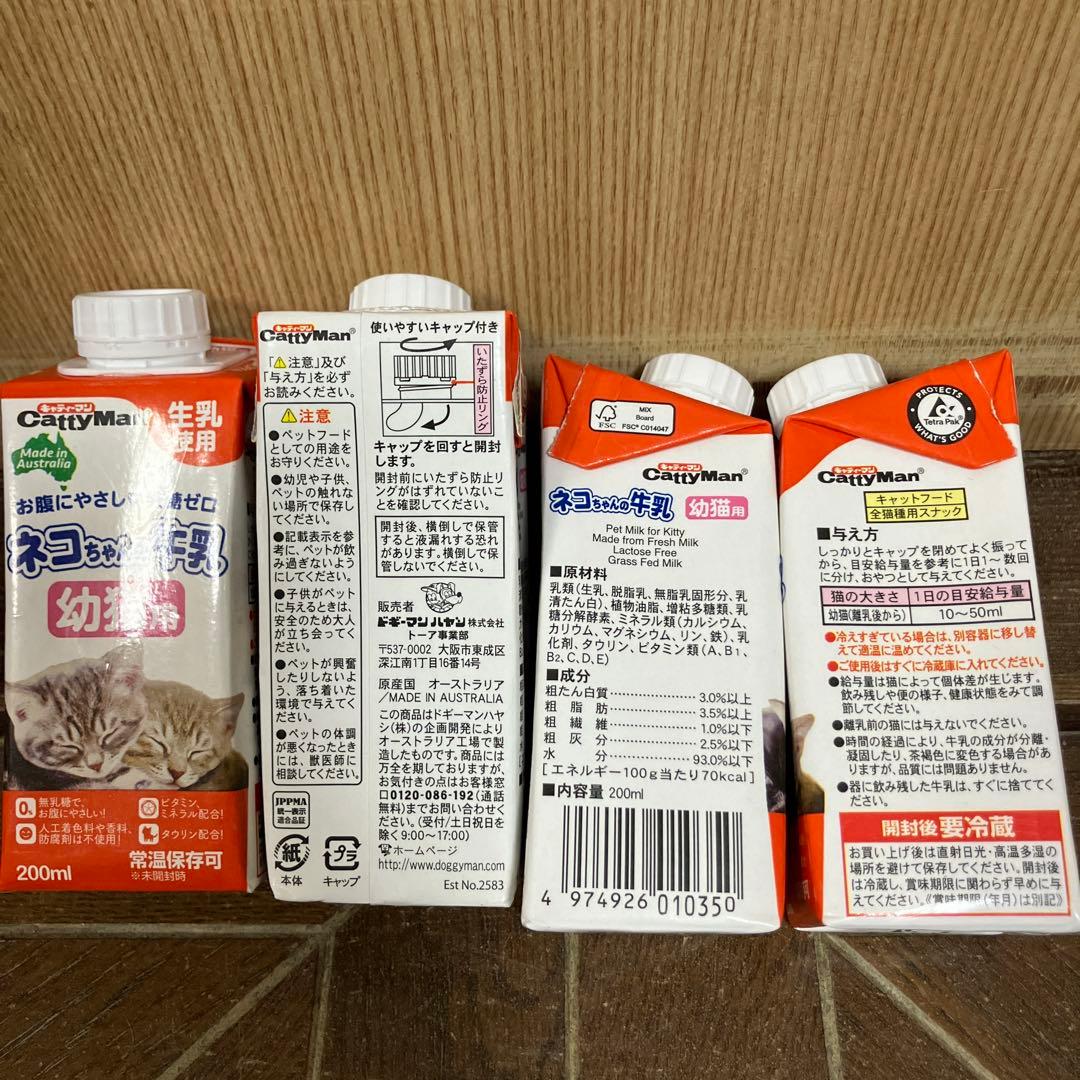 キャティーマン
CattyMan
生乳
使用
Made in
Australia
お腹にやさしい
糖ゼロ
ネコちゃんの牛乳
幼猫用
無乳糖で、
お腹にやさしい!
人工着色料や香料、
防腐剤は不使用!
ビタミン、
ミネラル配合!
タウリン配合!
200ml
常温保存可
※未開封時
キャティーマン
CattyMan®
「⚠注意」及び
「与え方」を必ず
お読みください。
⚠注意
●ペットフード
としての用途を
お守りください。
●幼児や子供、
ペットの触れな
い場所で保存し
てください。
●記載表示を参
考に、ペットが飲
み過ぎないよう
にしてください。
●子供がペット
に与えるときは、
安全のため大人
が立ち会ってく
ださい。
●ペットが興奮
したりしないよ
う、落ち着いた
環境で与えてく
ださい。
●ペットの体調
が悪くなったとき
には、獣医師に
相談してください。
JPPMA
統一表示
適合品証
紙
本体
プラ
キャップ
使いやすいキャップ付き
いたずら防止リング
キャップを回すと開封
します。
開封前にいたずら防止リ
ングがはずれていないこ
とを確認してください。
開封後、横倒しで保管
すると液漏れする恐れ
があります。横倒しで保
管しないでください。
販売者
ドギーマンハヤシ株式会社
トーア事業部
〒537-0002 大阪市東成区
深江南1丁目16番14号
原産国 オーストラリア
/MADE IN AUSTRALIA
この商品はドギーマンハヤ
シ(株)の企画開発により
オーストラリア工場で製
造したものです。商品には
万全を期しておりますが、
お気付きの点はお客様窓
口0120-086-192(通話
無料)までお問い合わせく
ださい。(受付/土日祝日を
除く9:00~17:00)
ホームページ
http://www.doggyman.com
Est No.2583
FSC
MIX
Board
FSC® C014047
キャティーマン
CattyMan®
ネコちゃんの牛乳 幼猫用
Pet Milk for Kitty
Made from Fresh Milk
Lactose Free
Grass Fed Milk
■原材料
乳類(生乳、脱脂乳、無脂乳固形分、乳
清たん白)、植物油脂、増粘多糖類、乳
糖分解酵素、ミネラル類(カルシウム、
カリウム、マグネシウム、リン、鉄)、乳
化剤、タウリン、ビタミン類(A、B₁、
B₂、C、D、E)
■成分
粗たん白質 3.0%以上
粗脂肪 3.5%以上
粗繊維 1.0%以下
粗灰分 2.5%以下
水分 93.0%以下
[エネルギー100g当たり70kcal]
■内容量 200ml
4 974926 010350
PROTECTS
Tetra Pak®
WHAT'S GOOD
キャティーマン
CattyMan®
キャットフード
全猫種用スナック
■与え方
しっかりとキャップを閉めてよく振って
から、目安給与量を参考に1日1~数回
に分け、おやつとして与えてください。
猫の大きさ 1日の目安給与量
幼猫(離乳後から) 10~50ml
●冷えすぎている場合は、別容器に移し替
えて適温に温めてください。
●ご使用後はすぐに冷蔵庫に入れてください。
●給与量は猫によって個体差が生じます。
飲み残しや便の様子、健康状態をみて調
節してください。
●離乳前の猫には与えないでください。
●時間の経過により、牛乳の成分が分離・
凝固したり、茶褐色に変色する場合があ
りますが、品質には問題ありません。
●器に飲み残した牛乳は、すぐに捨ててく
ださい。
開封後要冷蔵
お買い上げ後は直射日光・高温多湿の
場所を避けて保存してください。開封後
は冷蔵し、賞味期限に関わらず早めに与
えてください。《賞味期限(年月)は別記》